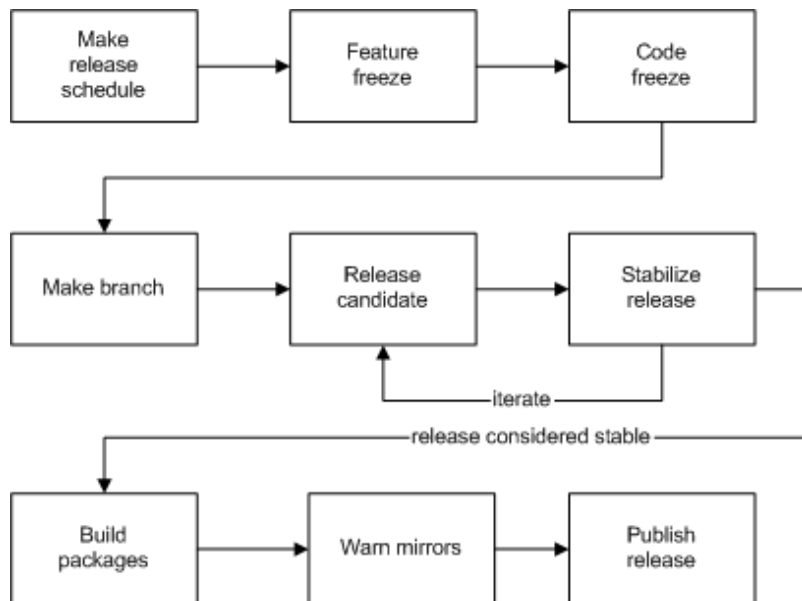 Make
release
schedule
Feature
freeze
Code
freeze
Make branch
Release
candidate
Stabilize
release
iterate
release considered stable
Build
packages
Warn mirrors
Publish
release